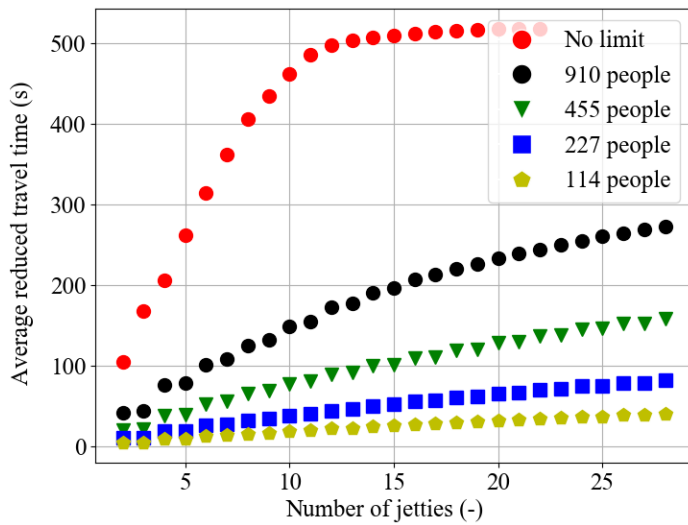 Average reduced travel time (s)
500
400
300
200
100
0
5
10
15
20
25
Number of jetties (-)
No limit
910 people
455 people
227 people
114 people